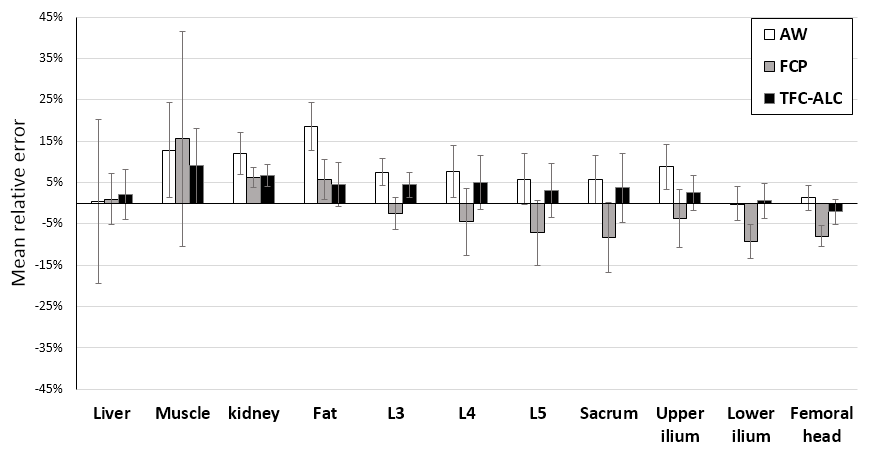 45%
35%
25%
15%
5%
-5%
-15%
-25%
-35%
-45%
Mean relative error
AW
FCP
TFC-ALC
Liver
Muscle
kidney
Fat
L3
L4
L5
Sacrum
Upper
ilium
Lower
ilium
Femoral
head